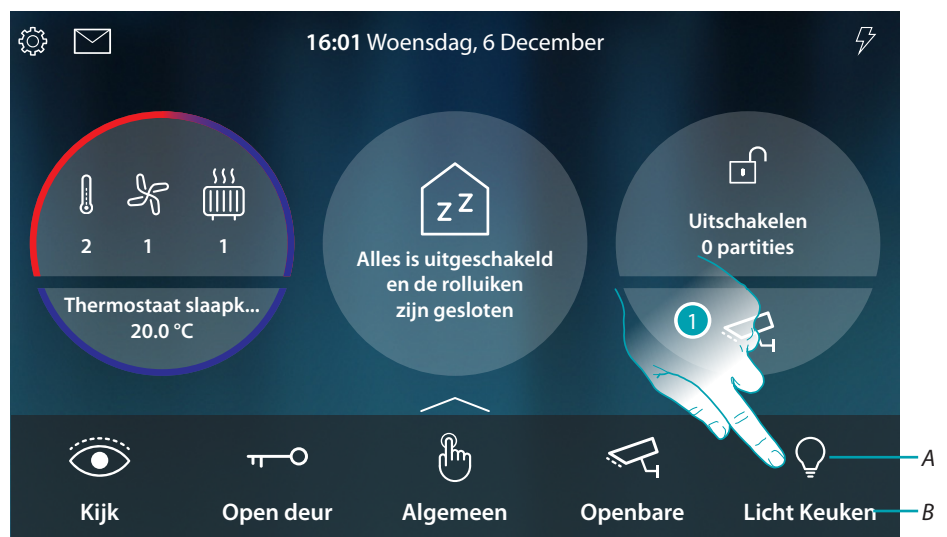 16:01 Woensdag, 6 December
2 1 1
Thermostaat slaapk...
20.0 °C
z Z
Alles is uitgeschakeld
en de rolluiken
zijn gesloten
Uitschakelen
0 partities
1
A
Kijk Open deur Algemeen Openbare Licht Keuken B